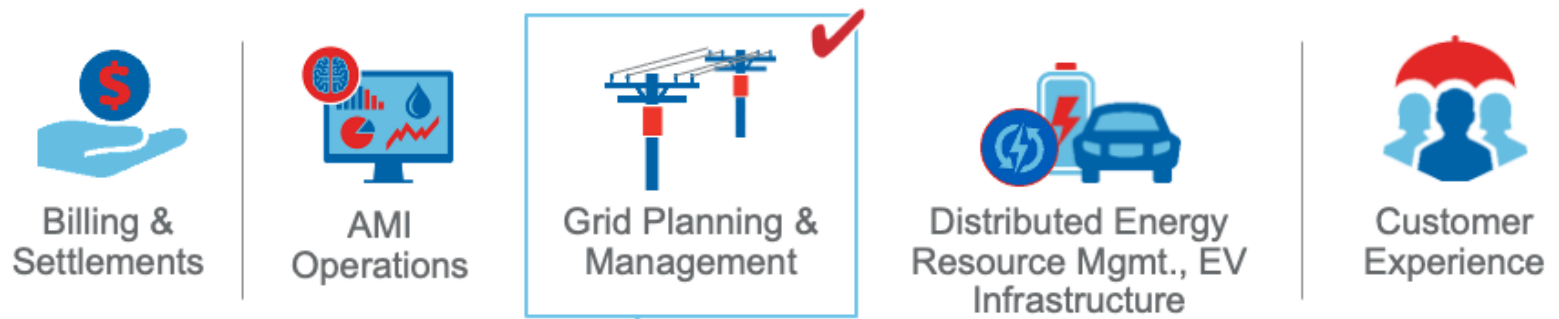 Billing &
Settlements
AMI
Operations
Grid Planning &
Management
Distributed Energy
Resource Mgmt., EV
Infrastructure
Customer
Experience